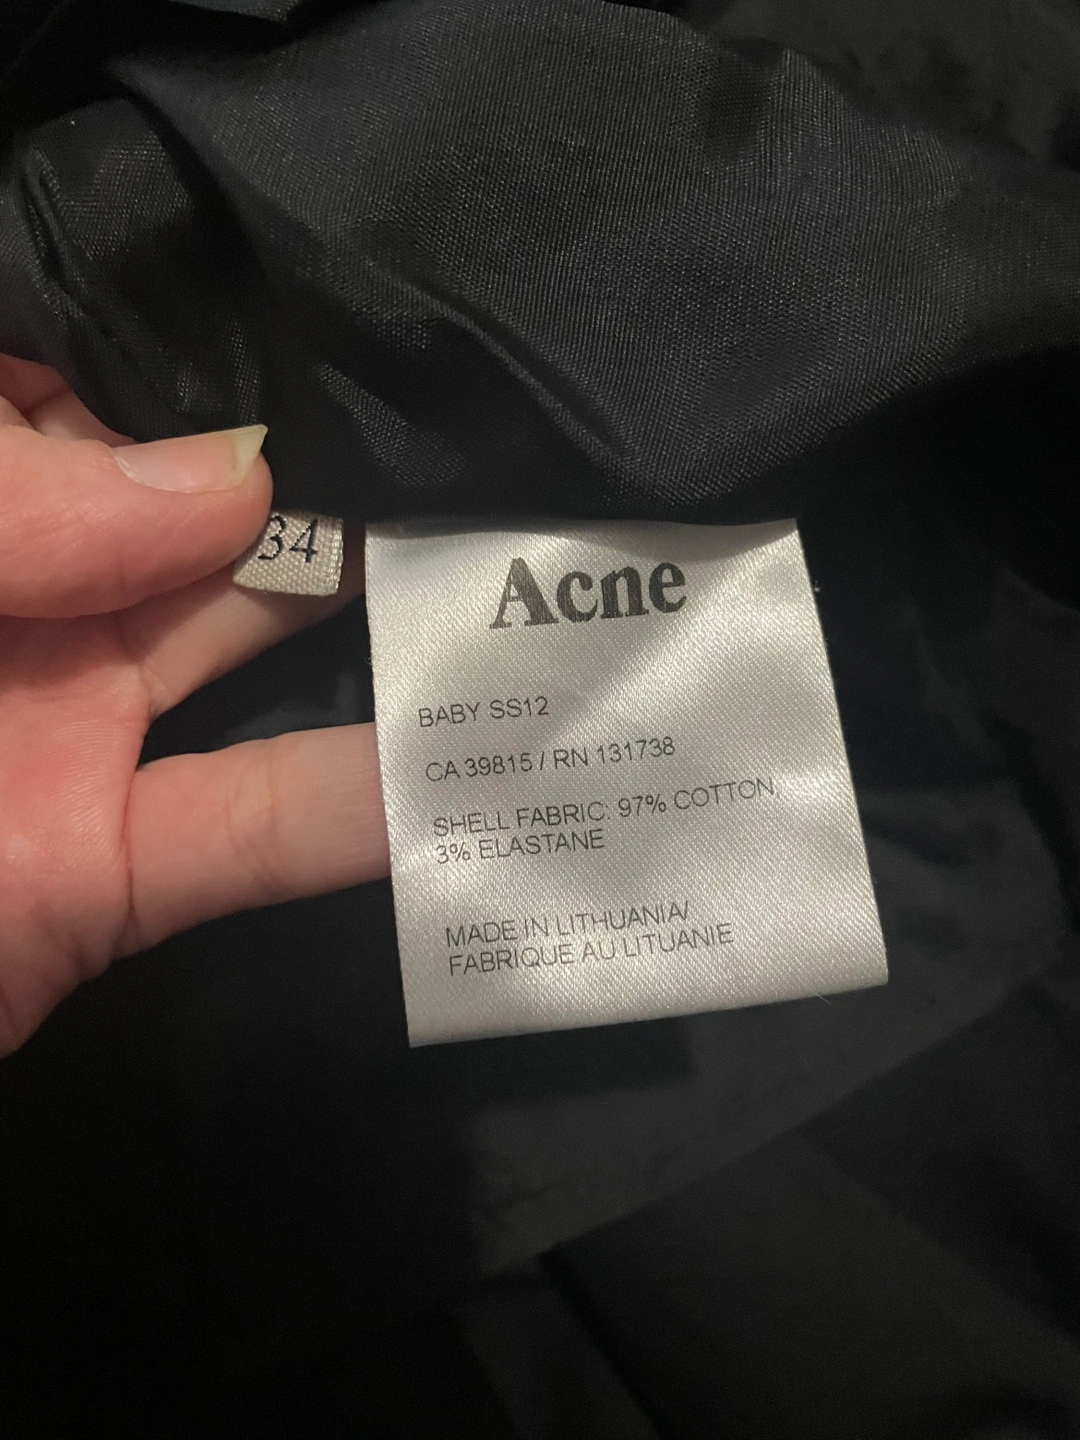 34
Acne
BABY SS12
CA 39815 / RN 131738
SHELL FABRIC: 97% COTTON,
3% ELASTANE
MADE IN LITHUANIA/
FABRIQUE AU LITUANIE